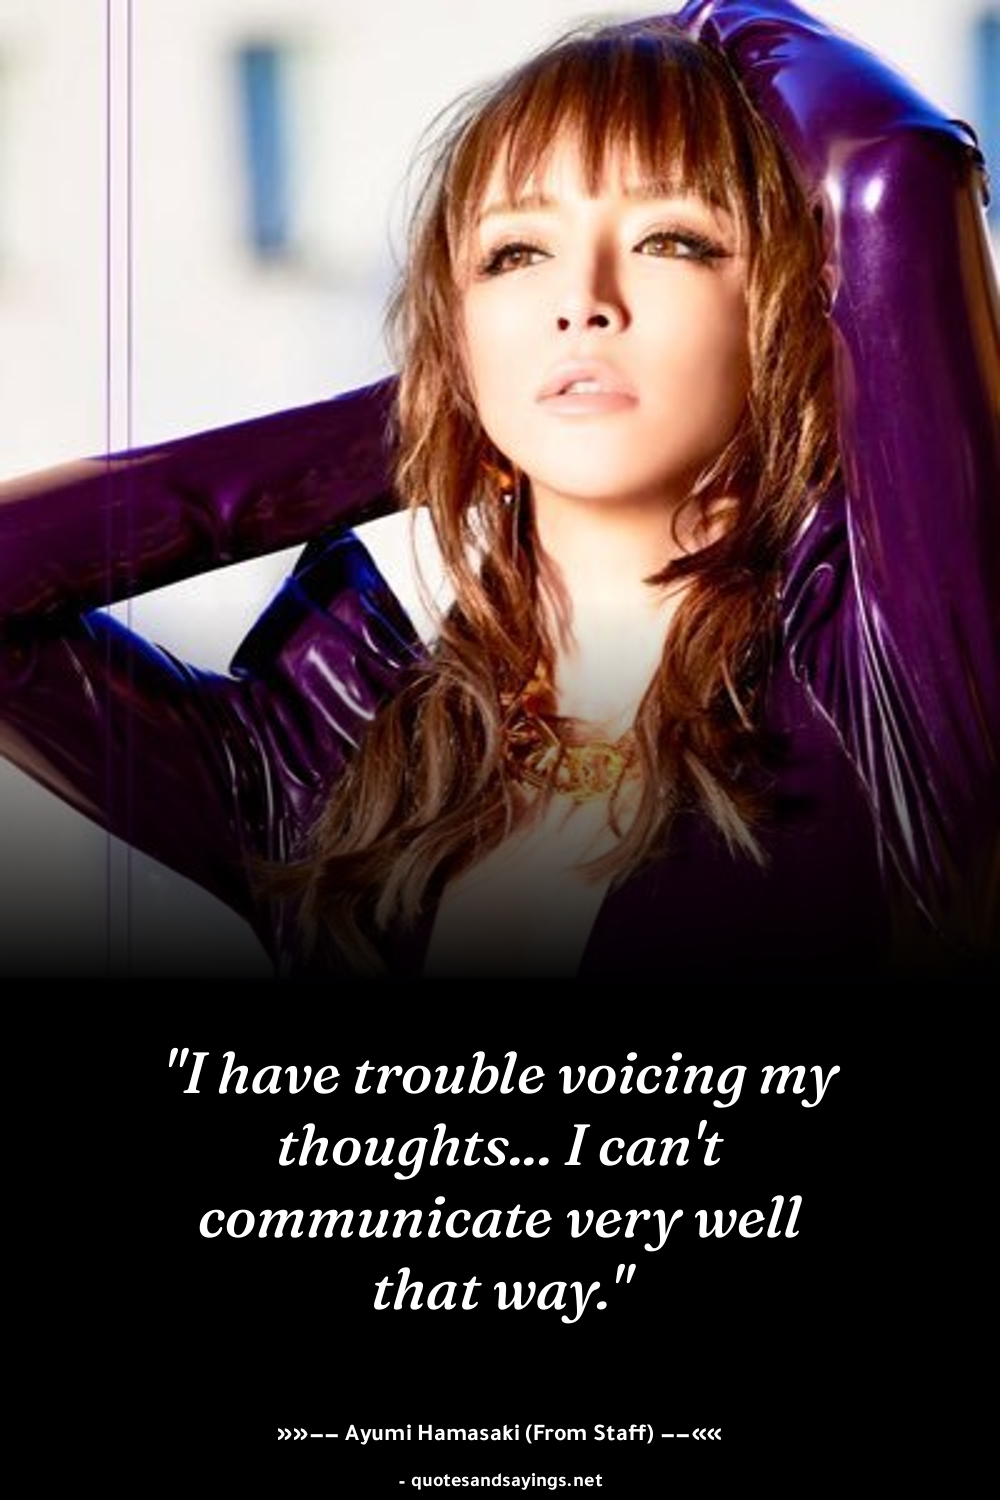 "I have trouble voicing my
thoughts... I can't
communicate very well
that way."
»»—— Ayumi Hamasaki (From Staff) ——««
- quotesandsayings.net